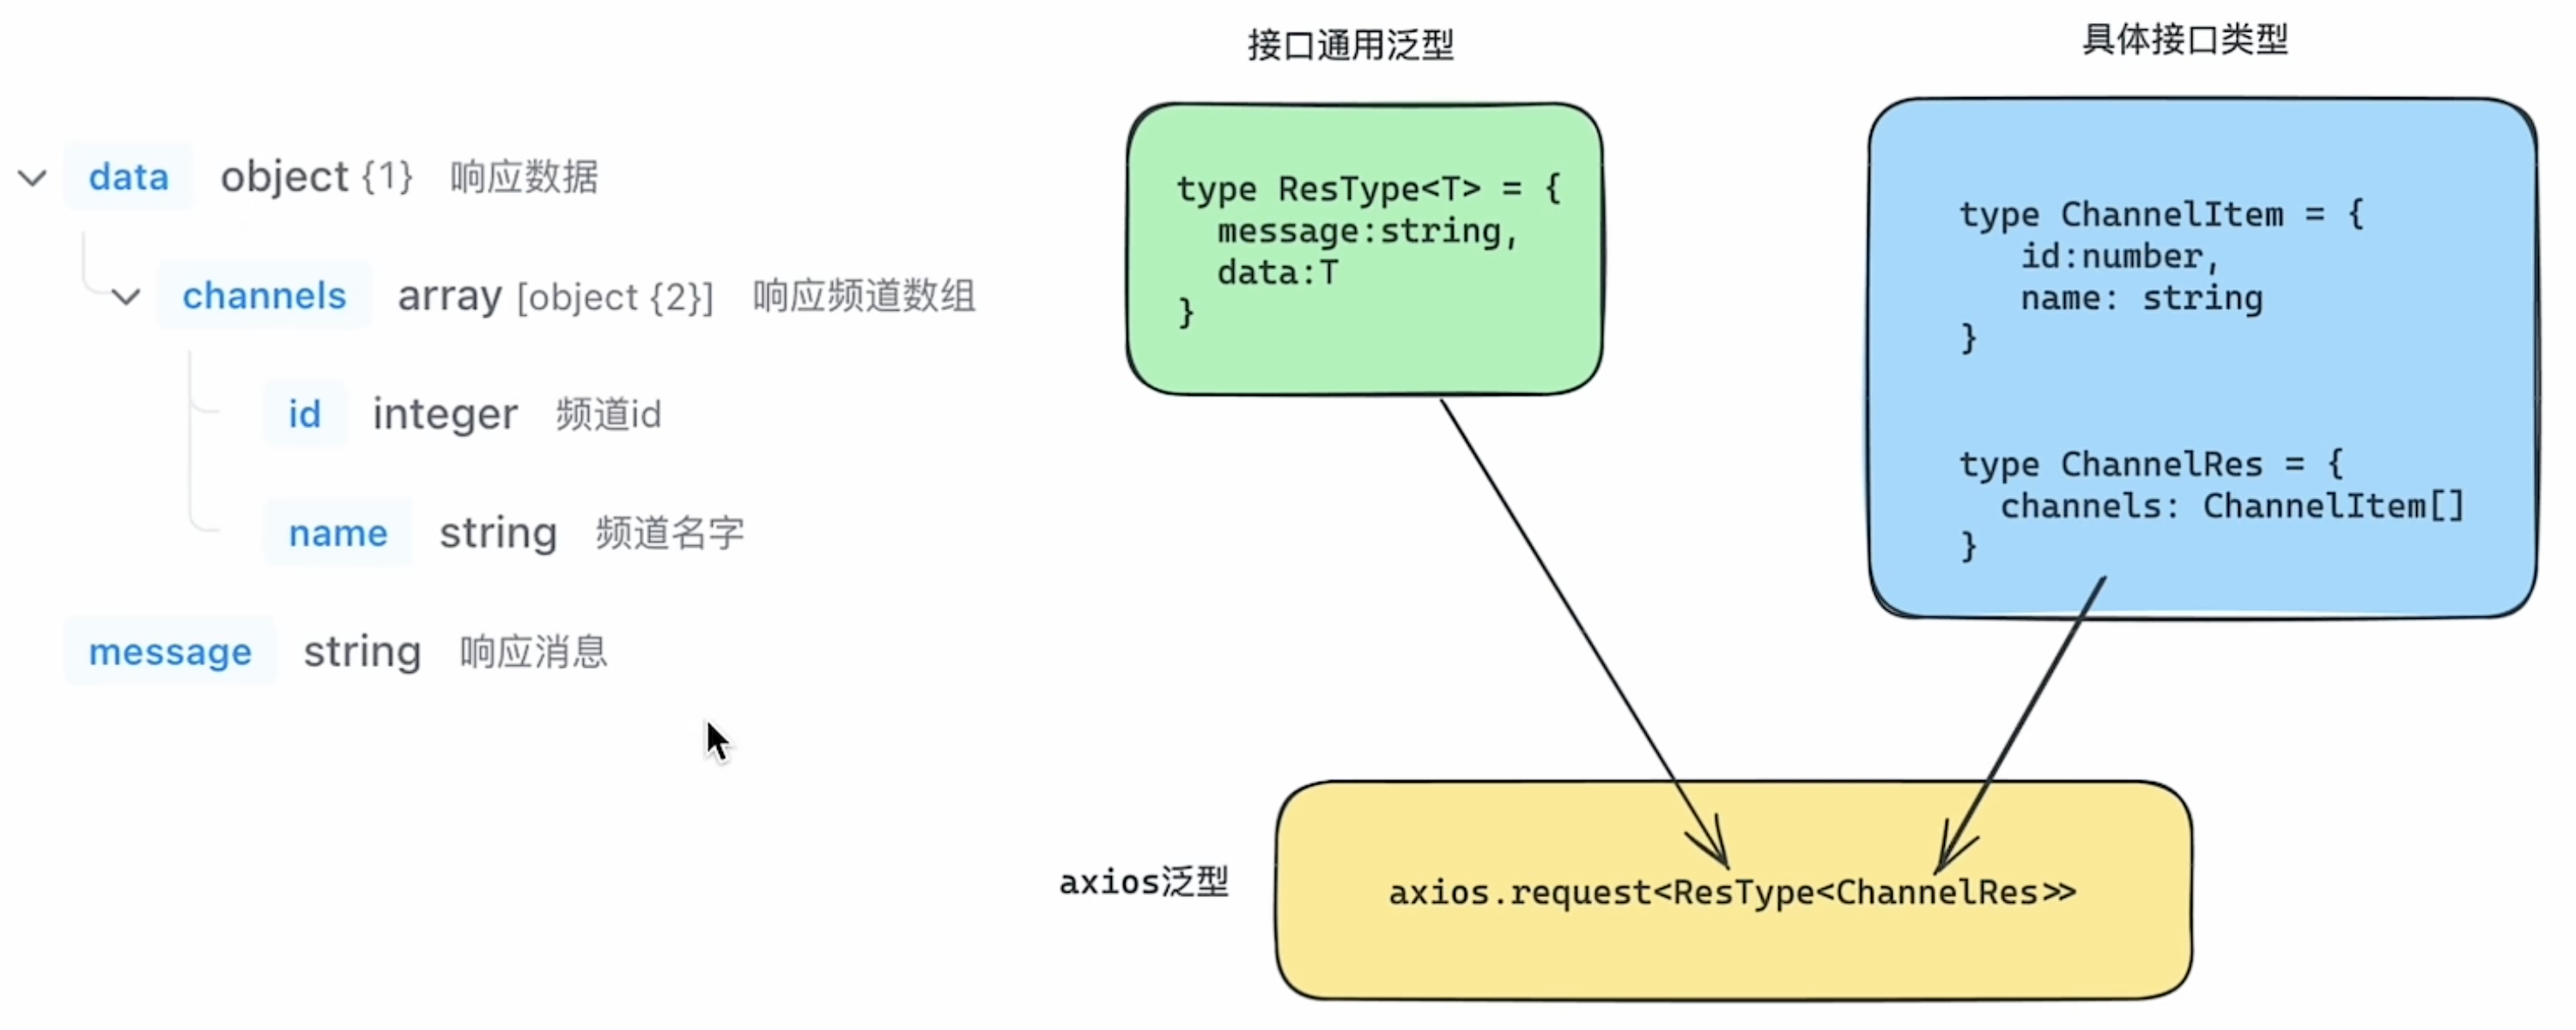 data object {1} 响应数据
channels array [object {2}] 响应频道数组
id integer 频道id
name string 频道名字
message string 响应消息
接口通用泛型
type ResType<T> = {
message:string,
data:T
}
具体接口类型
type ChannelItem = {
id:number,
name: string
}
type ChannelRes = {
channels: ChannelItem[]
}
axios泛型
axios.request<ResType<ChannelRes>>